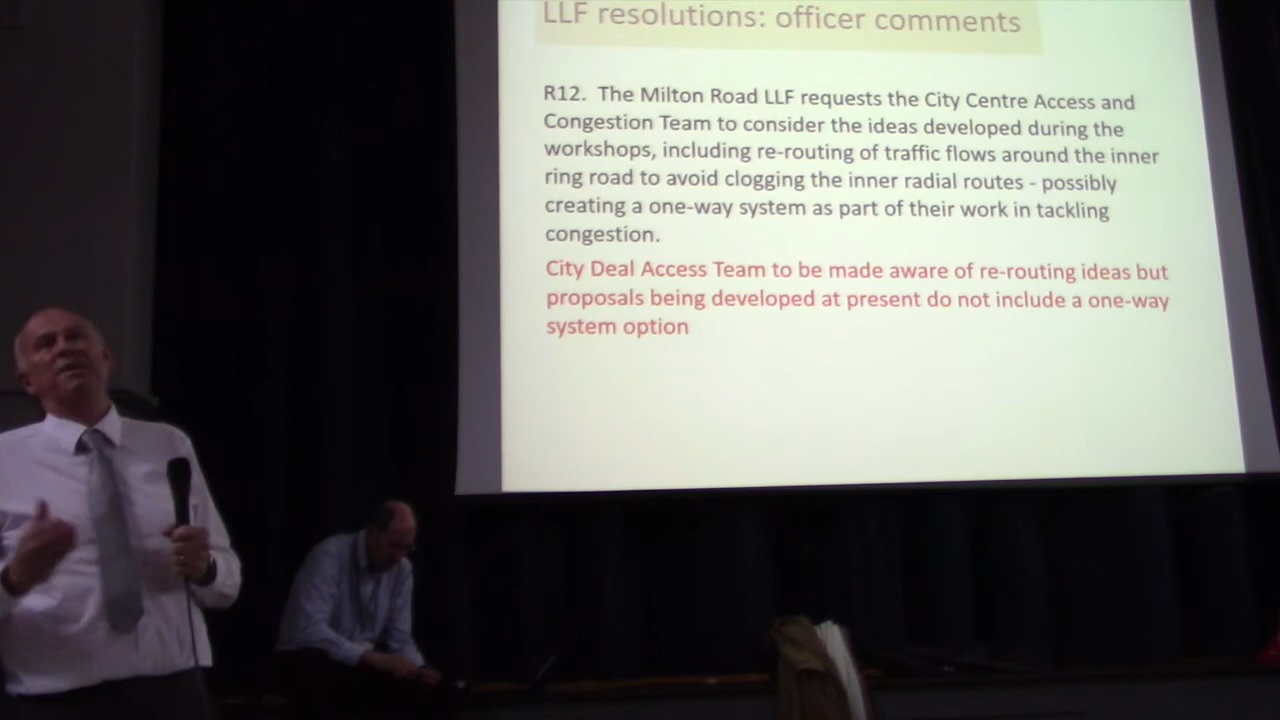 LLF resolutions: officer comments
R12. The Milton Road LLF requests the City Centre Access and
Congestion Team to consider the ideas developed during the
workshops, including re-routing of traffic flows around the inner
ring road to avoid clogging the inner radial routes - possibly
creating a one-way system as part of their work in tackling
congestion.
City Deal Access Team to be made aware of re-routing ideas but
proposals being developed at present do not include a one-way
system option